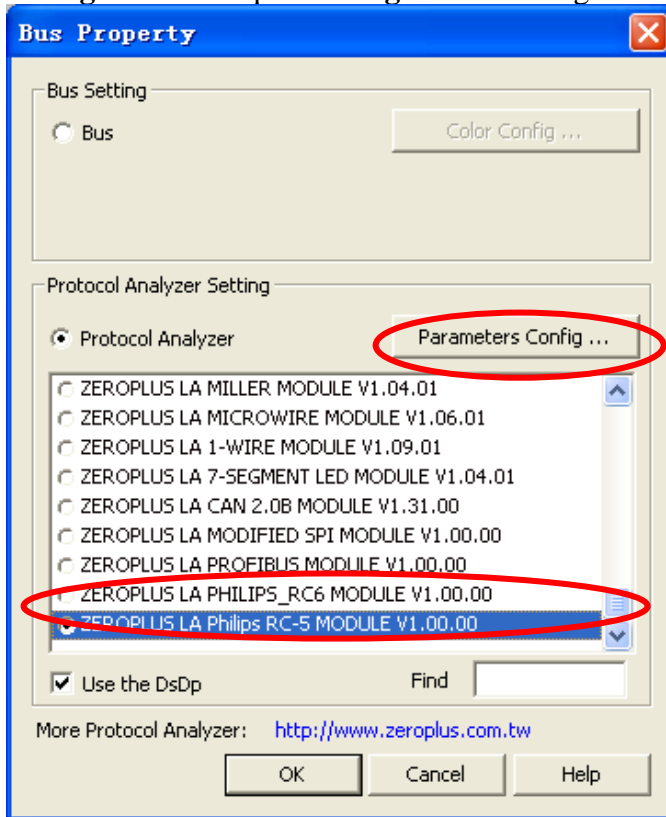 Bus Property
Bus Setting
Bus
Color Config ...
Protocol Analyzer Setting
Protocol Analyzer
Parameters Config ...
ZEROPLUS LA MILLER MODULE V1.04.01
ZEROPLUS LA MICROWIRE MODULE V1.06.01
ZEROPLUS LA 1-WIRE MODULE V1.09.01
ZEROPLUS LA 7-SEGMENT LED MODULE V1.04.01
ZEROPLUS LA CAN 2.0B MODULE V1.31.00
ZEROPLUS LA MODIFIED SPI MODULE V1.00.00
ZEROPLUS LA PROFIBUS MODULE V1.00.00
ZEROPLUS LA PHILIPS_RC6 MODULE V1.00.00
ZEROPLUS LA Philips RC-5 MODULE V1.00.00
Use the DsDp
Find
More Protocol Analyzer: http://www.zeroplus.com.tw
OK Cancel Help